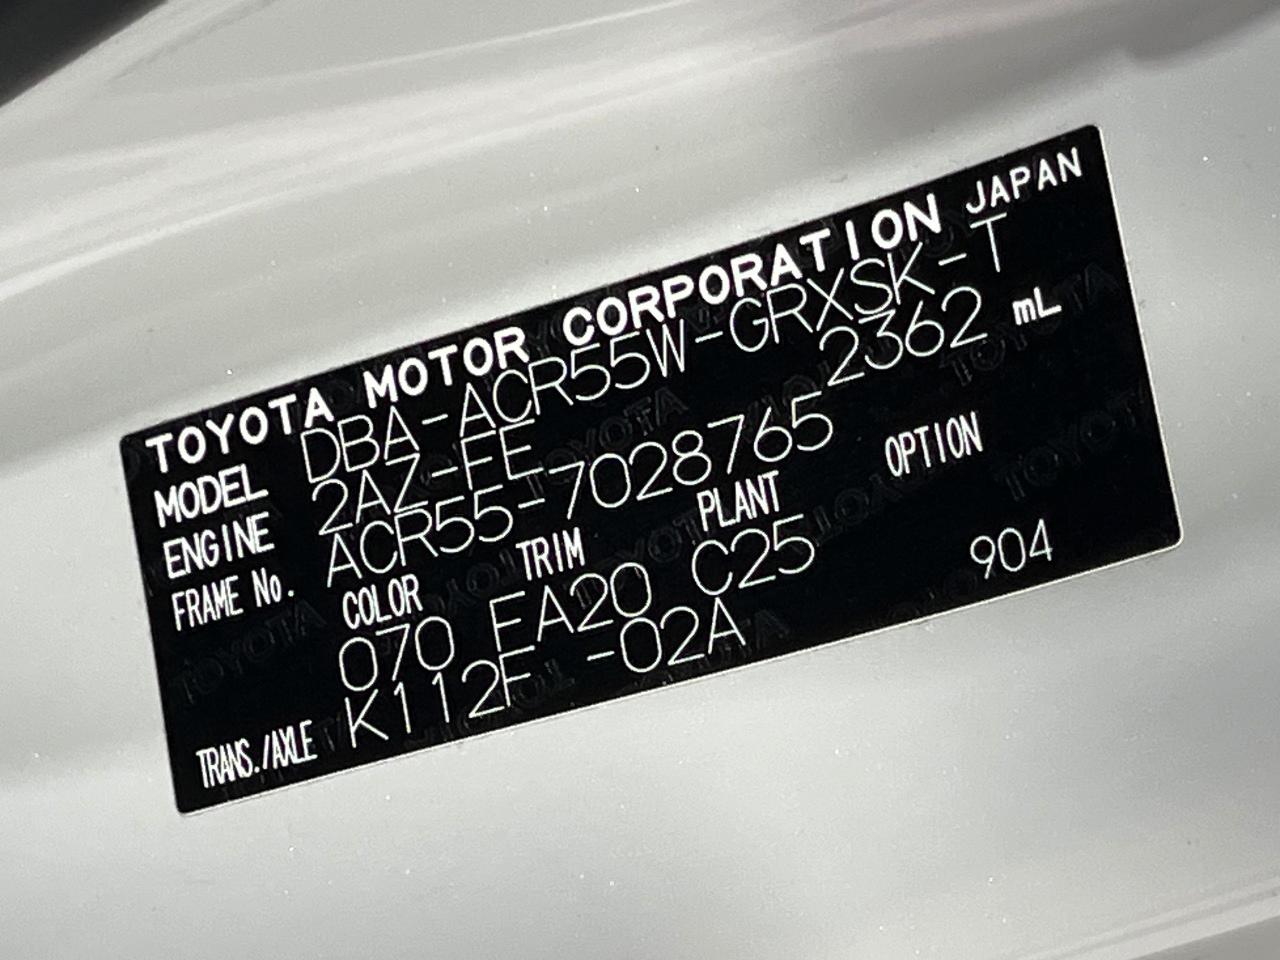 TOYOTA MOTOR CORPORATION JAPAN
MODEL DBA-ACR55W-GRXSK-T
ENGINE 2AZ-FE 2362 mL
FRAME No. ACR55-7028765
COLOR TRIM PLANT OPTION
070 EA20 C25
TRANS./AXLE K112F -02A 904